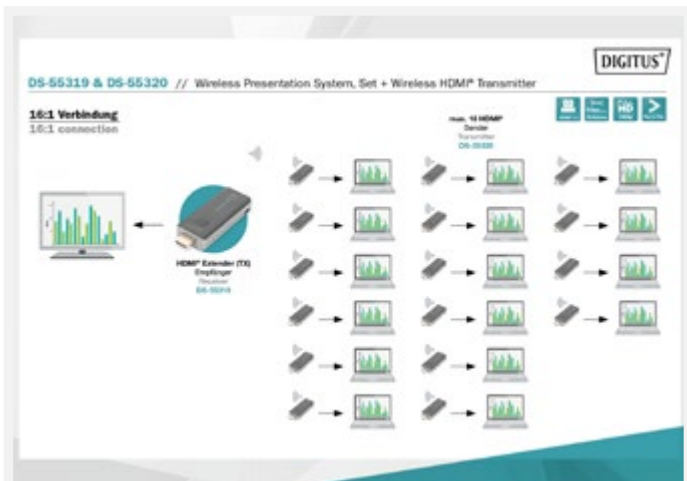 DIGITUS®
DS-55319 & DS-55320 // Wireless Presentation System, Set + Wireless HDMI® Transmitter
16:1 Verbindung
16:1 connection
max. 16 HDMI®
Sender
Transmitter
DS-55320
HDMI® Extender (TX)
Empfänger
Receiver
DS-55319